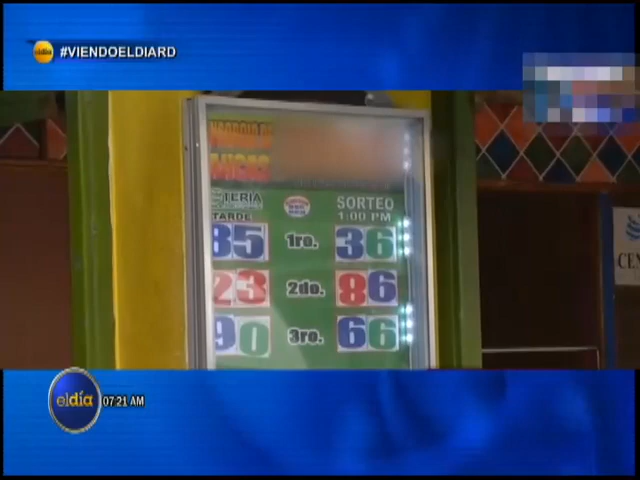 eldía #VIENDOELDIARD
TERIA SORTEO
TARDE 1:00 PM
85 1ro. 36
23 2do. 86
90 3ro. 66
eldía 07:21 AM